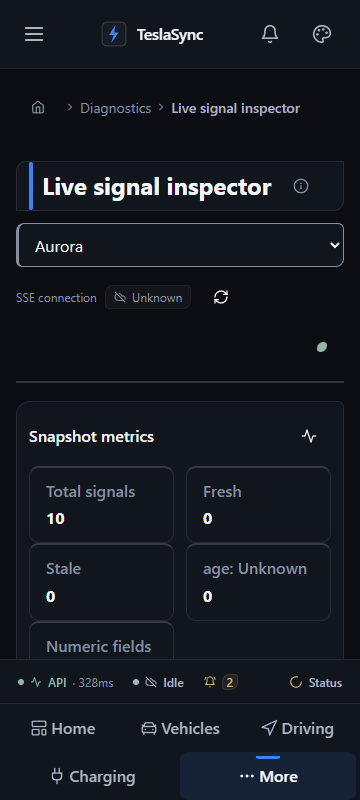 TeslaSync
Diagnostics
Live signal inspector
Live signal inspector
Aurora
SSE connection
Unknown
Snapshot metrics
Total signals
10
Fresh
0
Stale
0
age: Unknown
0
Numeric fields
API · 328ms
Idle
2
Status
Home
Vehicles
Driving
Charging
More